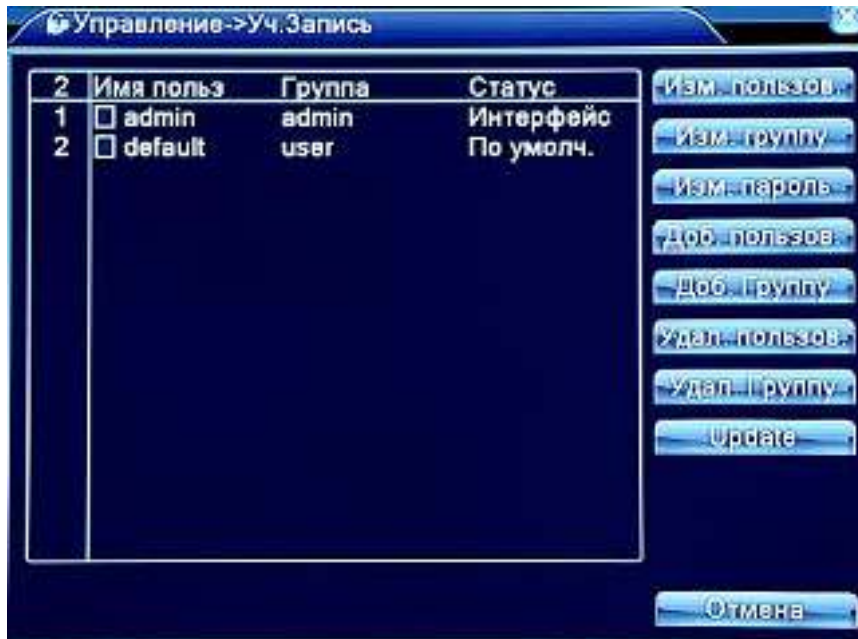 Управление->Уч.Запись
2 Имя польз Группа Статус
1 admin admin Интерфейс
2 default user По умолч.
Изм. пользов.
Изм. группу
Изм. пароль
Доб. пользов.
Доб. Группу
Удал. пользов.
Удал. Группу
Update
Отмена